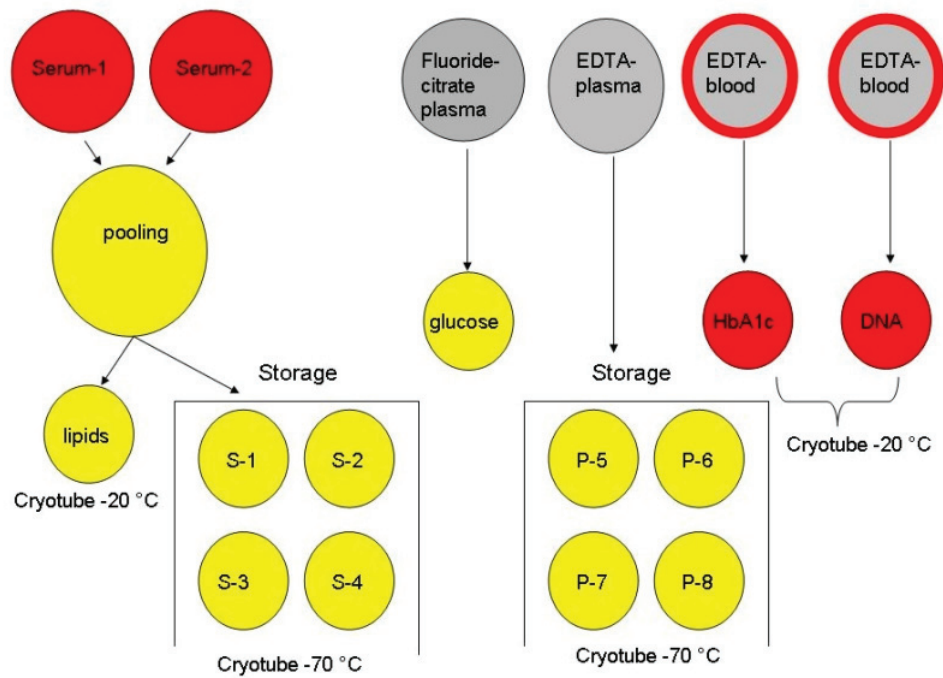 Serum-1
Serum-2
Fluoride-
citrate
plasma
EDTA-
plasma
EDTA-
blood
EDTA-
blood
pooling
glucose
HbA1c
DNA
Storage
Storage
lipids
Cryotube -20 °C
Cryotube -20 °C
S-1
S-2
P-5
P-6
S-3
S-4
P-7
P-8
Cryotube -70 °C
Cryotube -70 °C